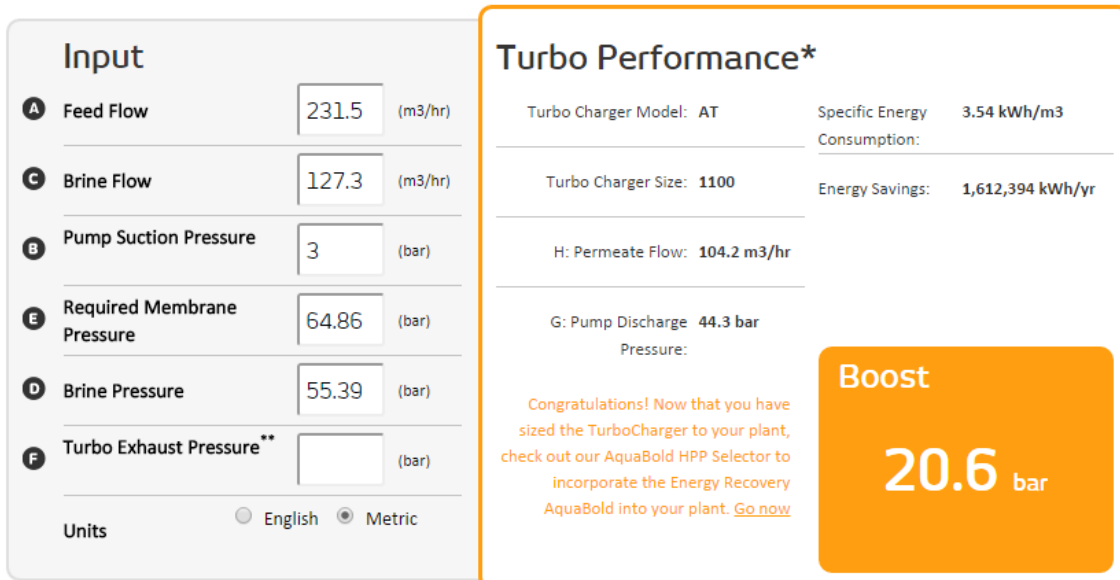 Input
A Feed Flow 231.5 (m3/hr)
C Brine Flow 127.3 (m3/hr)
B Pump Suction Pressure 3 (bar)
E Required Membrane
Pressure 64.86 (bar)
D Brine Pressure 55.39 (bar)
F Turbo Exhaust Pressure** (bar)
Units English Metric
Turbo Performance*
Turbo Charger Model: AT
Turbo Charger Size: 1100
H: Permeate Flow: 104.2 m3/hr
G: Pump Discharge 44.3 bar
Pressure:
Congratulations! Now that you have
sized the TurboCharger to your plant,
check out our AquaBold HPP Selector to
incorporate the Energy Recovery
AquaBold into your plant. Go now
Specific Energy 3.54 kWh/m3
Consumption:
Energy Savings: 1,612,394 kWh/yr
Boost
20.6 bar